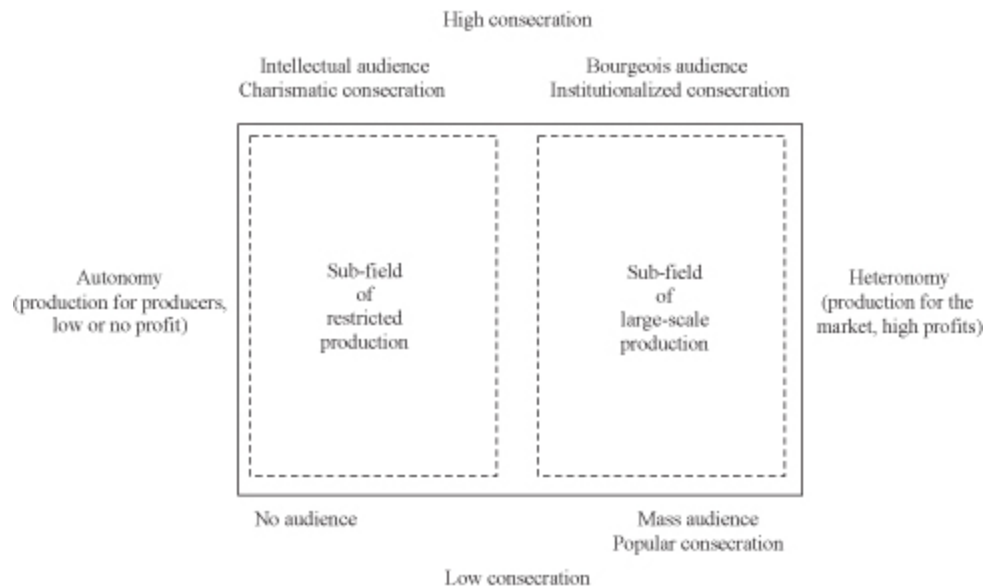 High consecration
Intellectual audience
Charismatic consecration
Bourgeois audience
Institutionalized consecration
Autonomy
(production for producers,
low or no profit)
Sub-field
of
restricted
production
Sub-field
of
large-scale
production
Heteronomy
(production for the
market, high profits)
No audience
Mass audience
Popular consecration
Low consecration